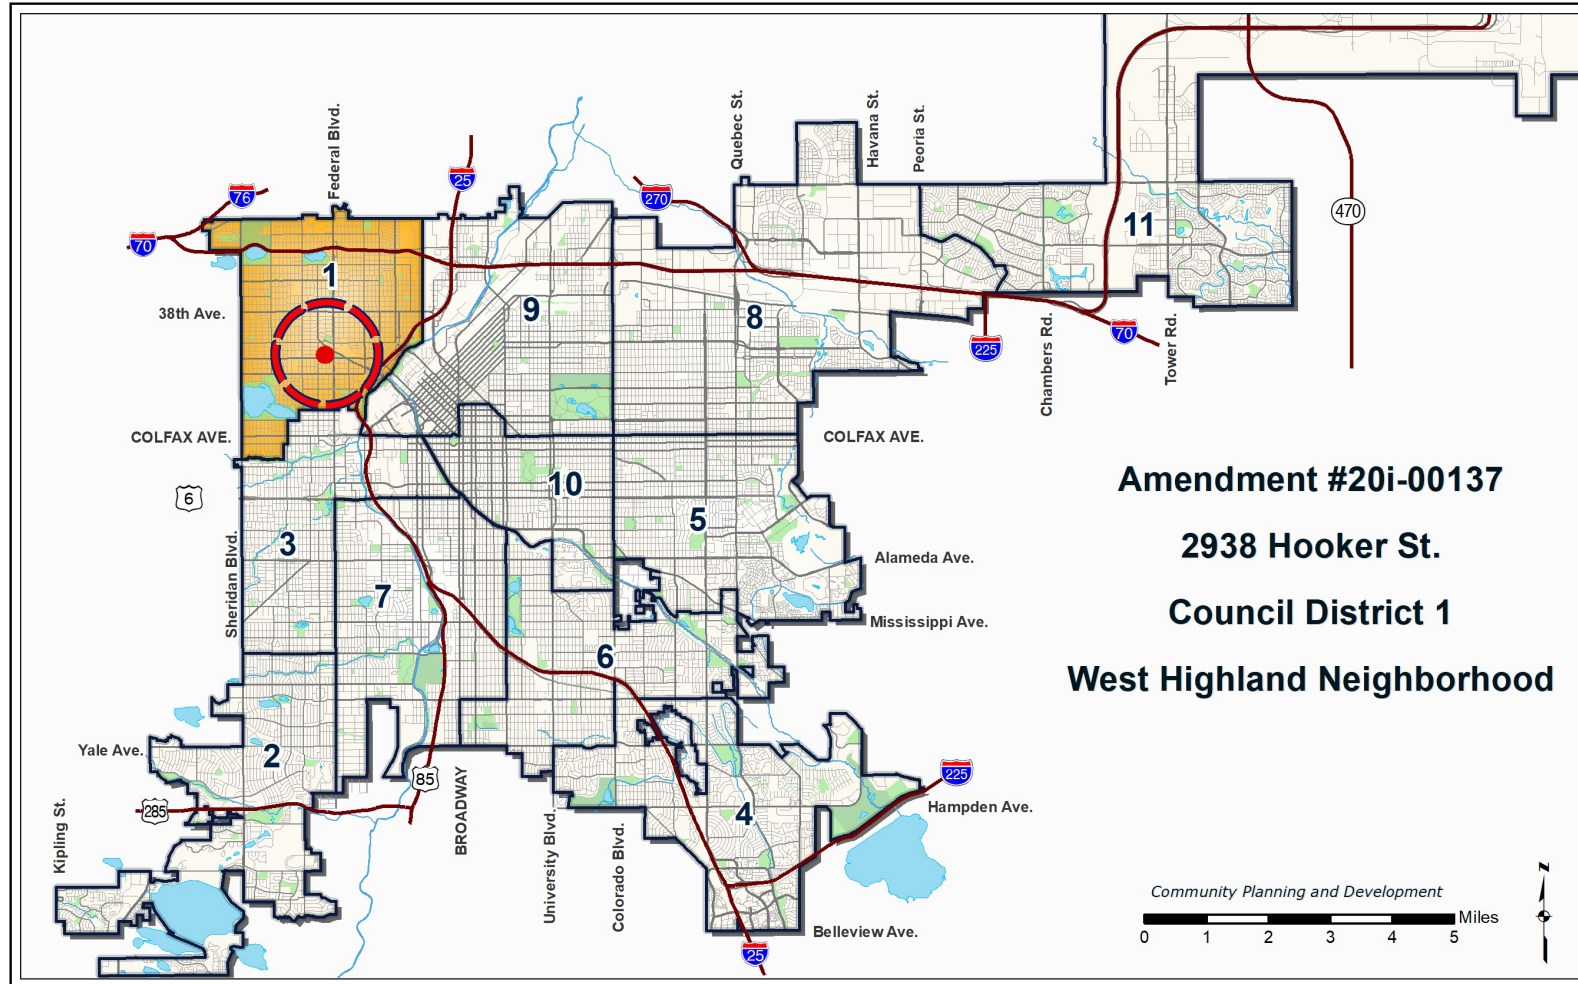 Federal Blvd.
Quebec St.
Havana St.
Peoria St.
76
25
270
70
470
11
1
38th Ave.
9
8
225
70
Chambers Rd.
Tower Rd.
COLFAX AVE.
COLFAX AVE.
6
10
5
3
Sheridan Blvd.
Alameda Ave.
7
Mississippi Ave.
6
Amendment #20i-00137
2938 Hooker St.
Council District 1
West Highland Neighborhood
Yale Ave.
2
85
285
Kipling St.
BROADWAY
University Blvd.
Colorado Blvd.
4
225
Hampden Ave.
Belleview Ave.
25
Community Planning and Development
Miles
0 1 2 3 4 5
N